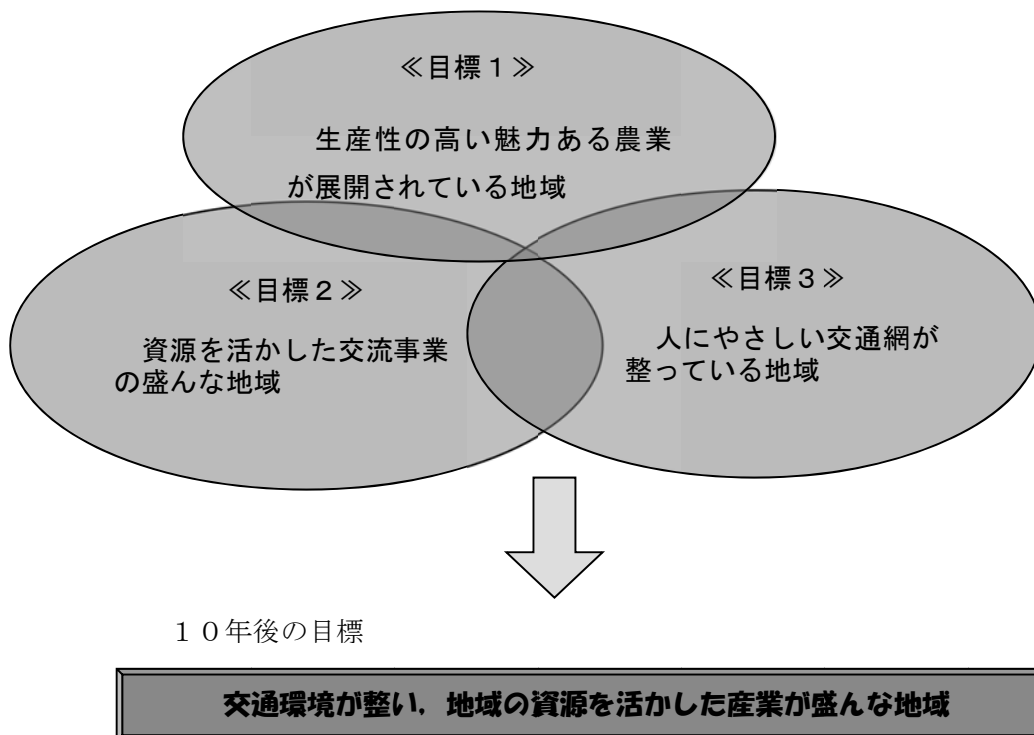 ≪目標１≫
生産性の高い魅力ある農業
が展開されている地域
≪目標２≫
資源を活かした交流事業
の盛んな地域
≪目標３≫
人にやさしい交通網が
整っている地域
１０年後の目標
交通環境が整い，地域の資源を活かした産業が盛んな地域